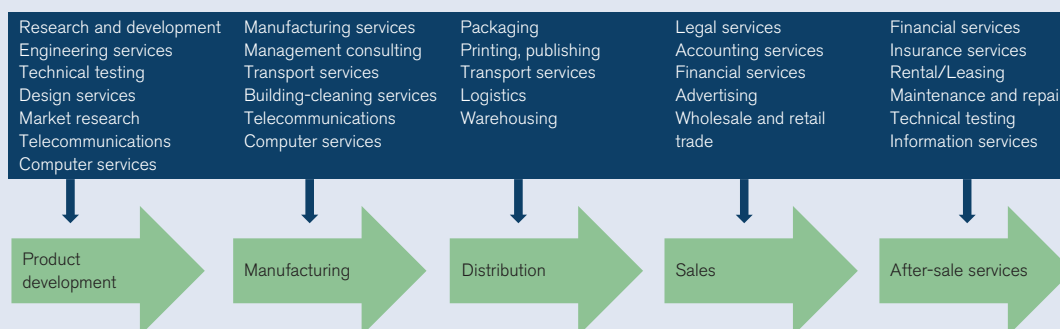 Research and development
Engineering services
Technical testing
Design services
Market research
Telecommunications
Computer services
Manufacturing services
Management consulting
Transport services
Building-cleaning services
Telecommunications
Computer services
Packaging
Printing, publishing
Transport services
Logistics
Warehousing
Legal services
Accounting services
Financial services
Advertising
Wholesale and retail
trade
Financial services
Insurance services
Rental/Leasing
Maintenance and repair
Technical testing
Information services
Product
development
Manufacturing
Distribution
Sales
After-sale services